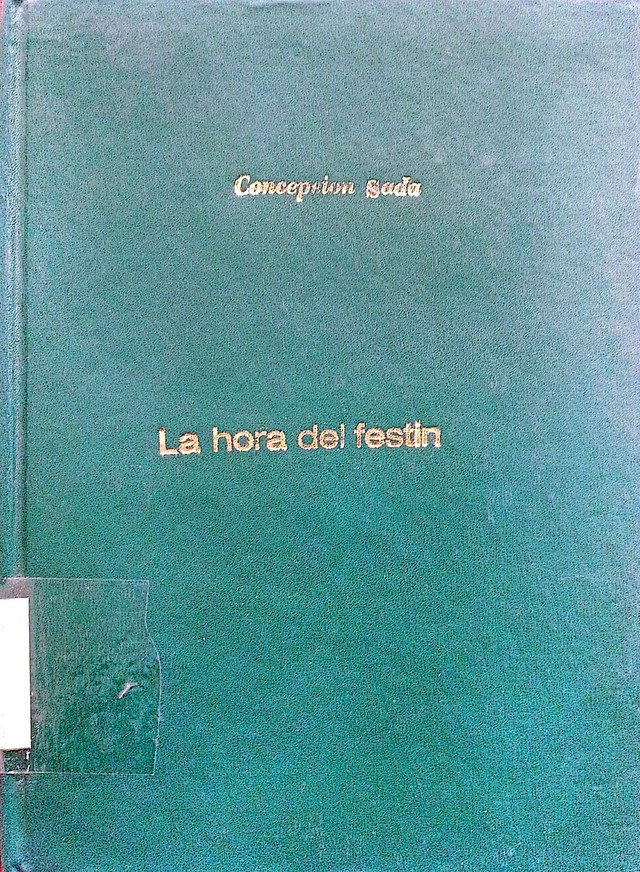 Concepcion Sada
La hora del festin